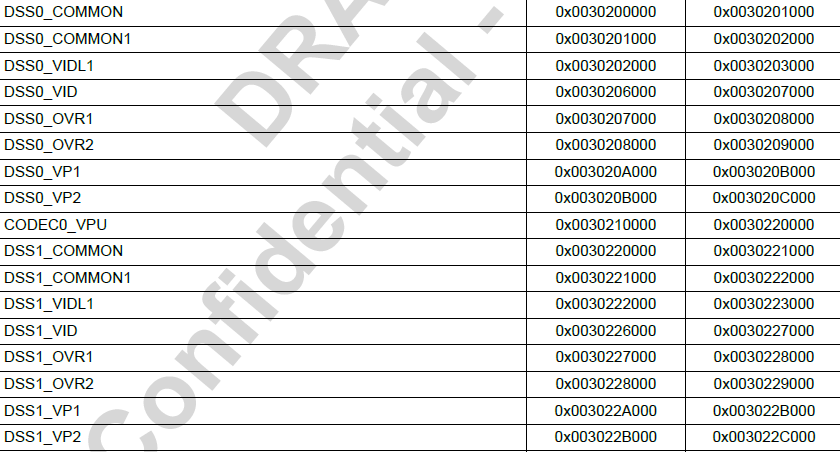 DSS0_COMMON 0x0030200000 0x0030201000
DSS0_COMMON1 0x0030201000 0x0030202000
DSS0_VIDL1 0x0030202000 0x0030203000
DSS0_VID 0x0030206000 0x0030207000
DSS0_OVR1 0x0030207000 0x0030208000
DSS0_OVR2 0x0030208000 0x0030209000
DSS0_VP1 0x003020A000 0x003020B000
DSS0_VP2 0x003020B000 0x003020C000
CODEC0_VPU 0x0030210000 0x0030220000
DSS1_COMMON 0x0030220000 0x0030221000
DSS1_COMMON1 0x0030221000 0x0030222000
DSS1_VIDL1 0x0030222000 0x0030223000
DSS1_VID 0x0030226000 0x0030227000
DSS1_OVR1 0x0030227000 0x0030228000
DSS1_OVR2 0x0030228000 0x0030229000
DSS1_VP1 0x003022A000 0x003022B000
DSS1_VP2 0x003022B000 0x003022C000
DRA
Confidential -